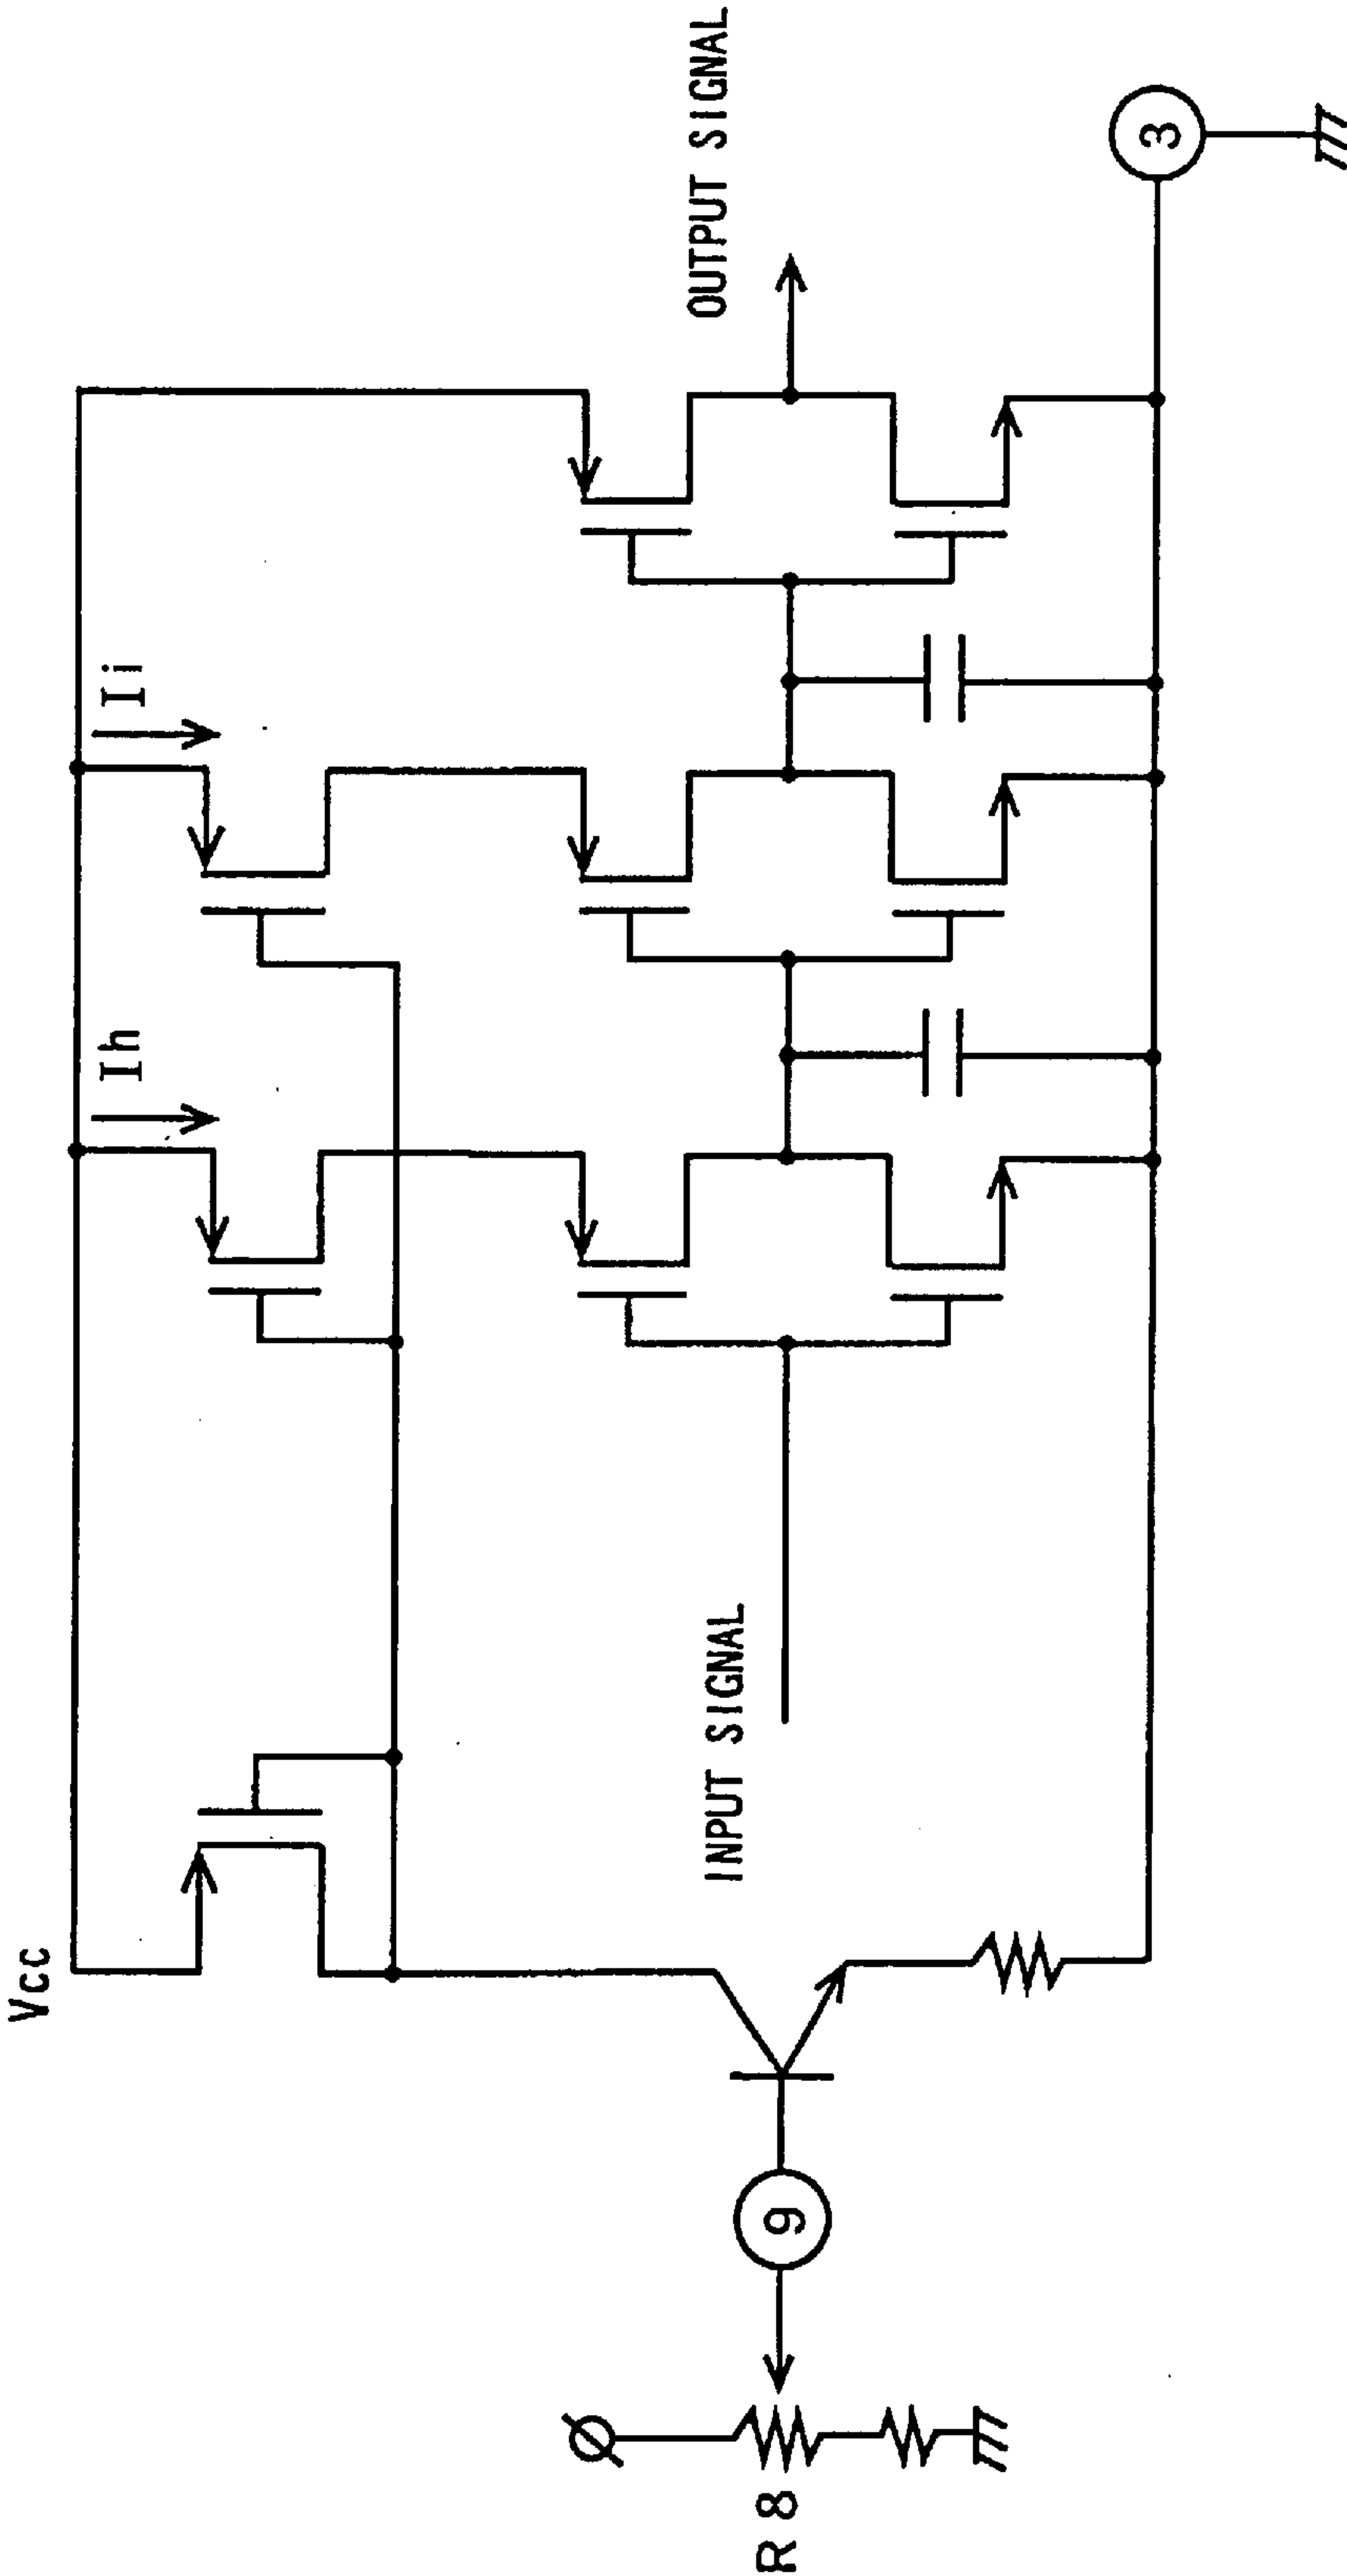 Vcc
Ih
Ii
INPUT SIGNAL
OUTPUT SIGNAL
R8
9
3